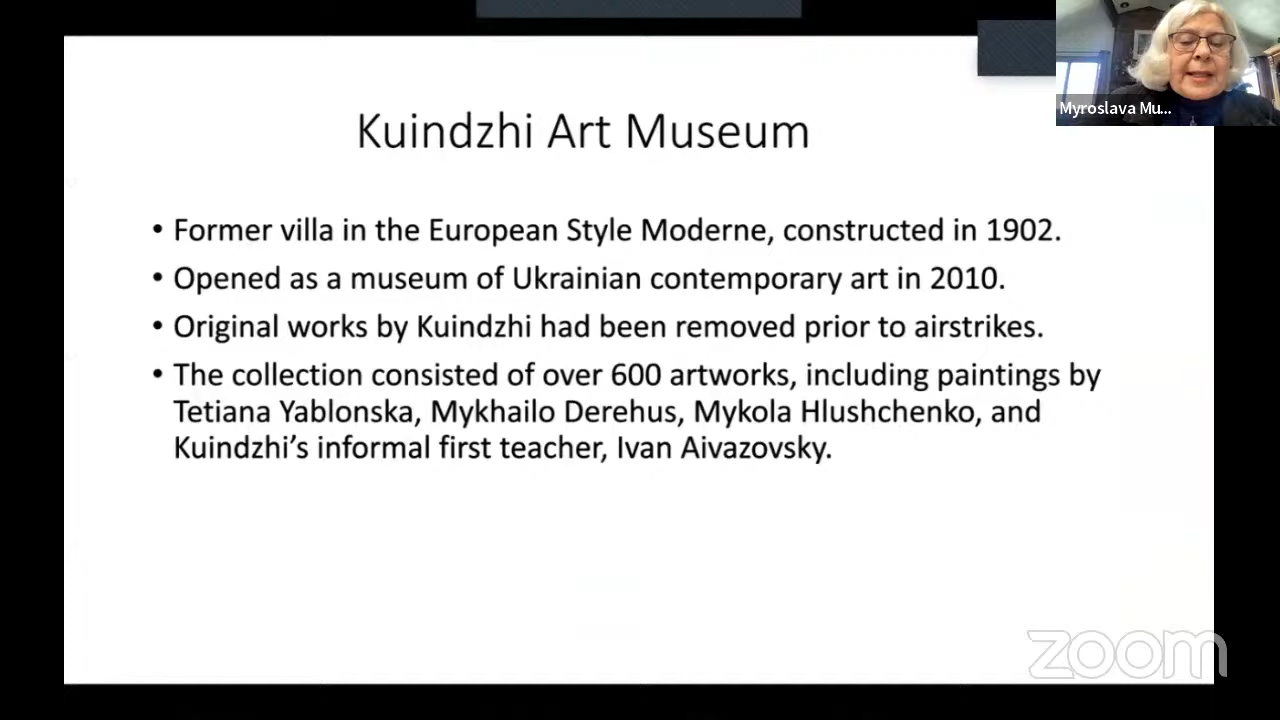 Kuindzhi Art Museum
Myroslava Mu...
• Former villa in the European Style Moderne, constructed in 1902.
• Opened as a museum of Ukrainian contemporary art in 2010.
• Original works by Kuindzhi had been removed prior to airstrikes.
• The collection consisted of over 600 artworks, including paintings by
Tetiana Yablonska, Mykhailo Derehus, Mykola Hlushchenko, and
Kuindzhi’s informal first teacher, Ivan Aivazovsky.
zoom